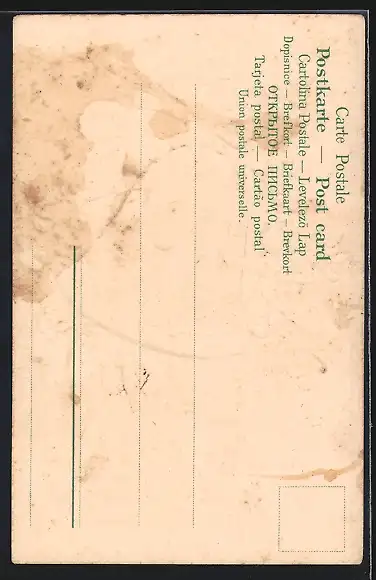 Carte Postale
Postkarte — Post card
Cartolina Postale — Levelező Lap
Dopisnice — Brefkort — Briefkaart — Brevkort
ОТКРЫТОЕ ПИСЬМО.
Tarjeta postal — Cartão postal
Union postale universelle.